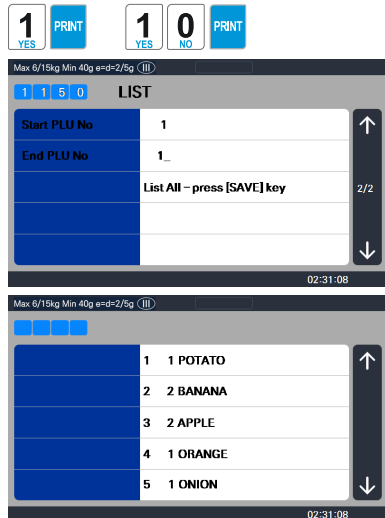 1 YES PRINT 1 YES 0 NO PRINT
Max 6/15kg Min 40g e=d=2/5g (III)
1 1 5 0 LIST
Start PLU No 1
End PLU No 1_
List All – press [SAVE] key
2/2
02:31:08
Max 6/15kg Min 40g e=d=2/5g (III)
1 1 POTATO
2 2 BANANA
3 2 APPLE
4 1 ORANGE
5 1 ONION
02:31:08